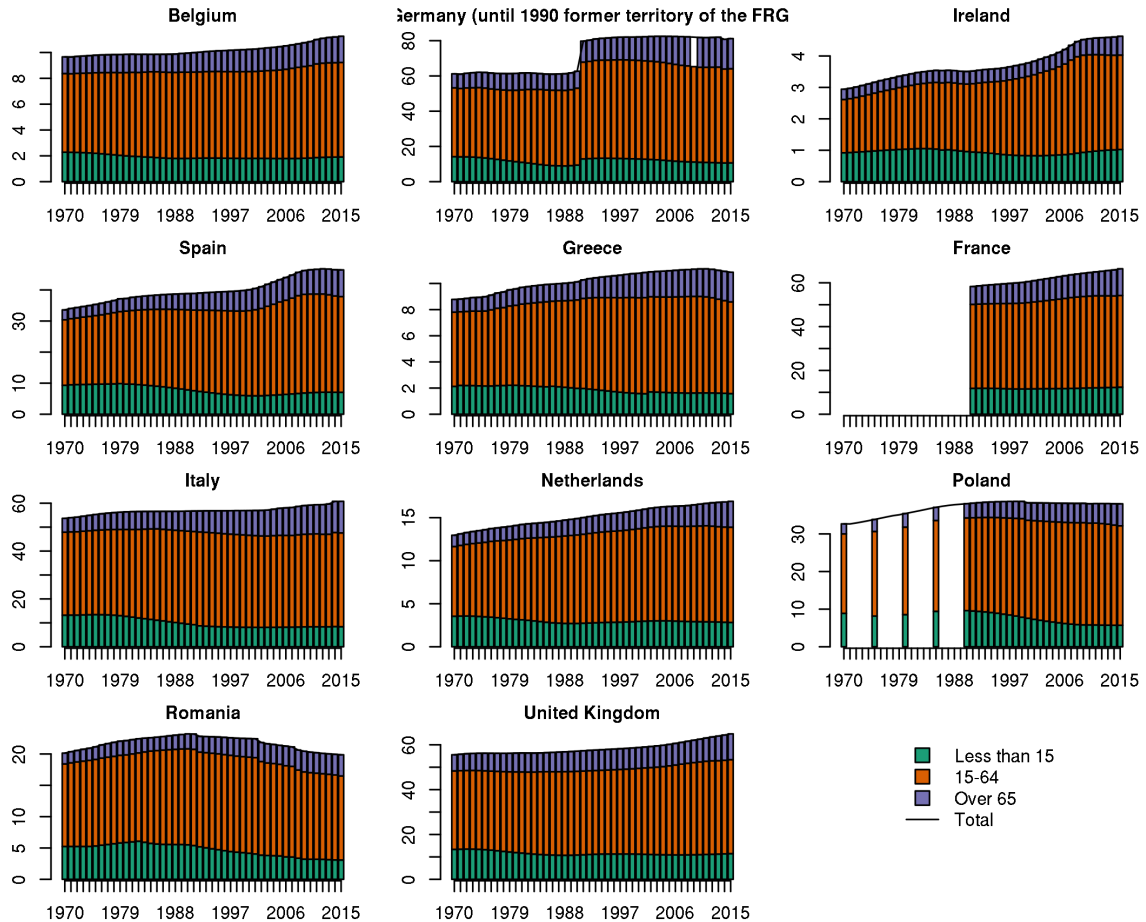 Belgium
Germany (until 1990 former territory of the FRG
Ireland
0 2 4 6 8
0 20 40 60 80
0 1 2 3 4
1970 1979 1988 1997 2006 2015
1970 1979 1988 1997 2006 2015
1970 1979 1988 1997 2006 2015
Spain
Greece
France
0 10 30
0 2 4 6 8
0 20 40 60
1970 1979 1988 1997 2006 2015
1970 1979 1988 1997 2006 2015
1970 1979 1988 1997 2006 2015
Italy
Netherlands
Poland
0 20 40 60
0 5 10 15
0 10 20 30
1970 1979 1988 1997 2006 2015
1970 1979 1988 1997 2006 2015
1970 1979 1988 1997 2006 2015
Romania
United Kingdom
0 5 10 20
0 20 40 60
1970 1979 1988 1997 2006 2015
1970 1979 1988 1997 2006 2015
Less than 15
15-64
Over 65
Total